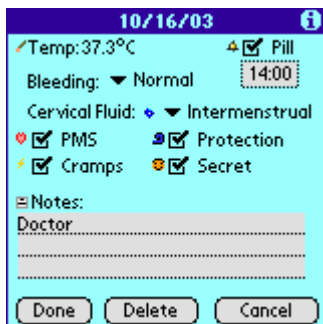 10/16/03
Temp: 37.3°C Pill
14:00
Bleeding: Normal
Cervical Fluid: Intermenstrual
PMS Protection
Cramps Secret
Notes:
Doctor
Done Delete Cancel